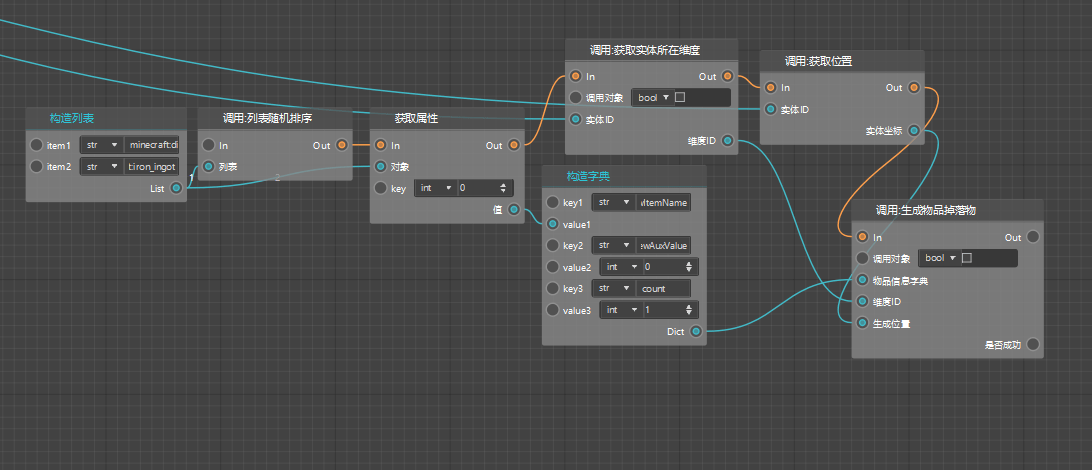 构造列表
item1 str minecraft:di
item2 str t:iron_ingot
List
1
2
调用:列表随机排序
In Out
列表
获取属性
In Out
对象
key int 0
值
调用:获取实体所在维度
In Out
调用对象 bool
实体ID
维度ID
调用:获取位置
In Out
实体ID
实体坐标
构造字典
key1 str ItemName
value1
key2 str ewAuxValue
value2 int 0
key3 str count
value3 int 1
Dict
调用:生成物品掉落物
In Out
调用对象 bool
物品信息字典
维度ID
生成位置
是否成功